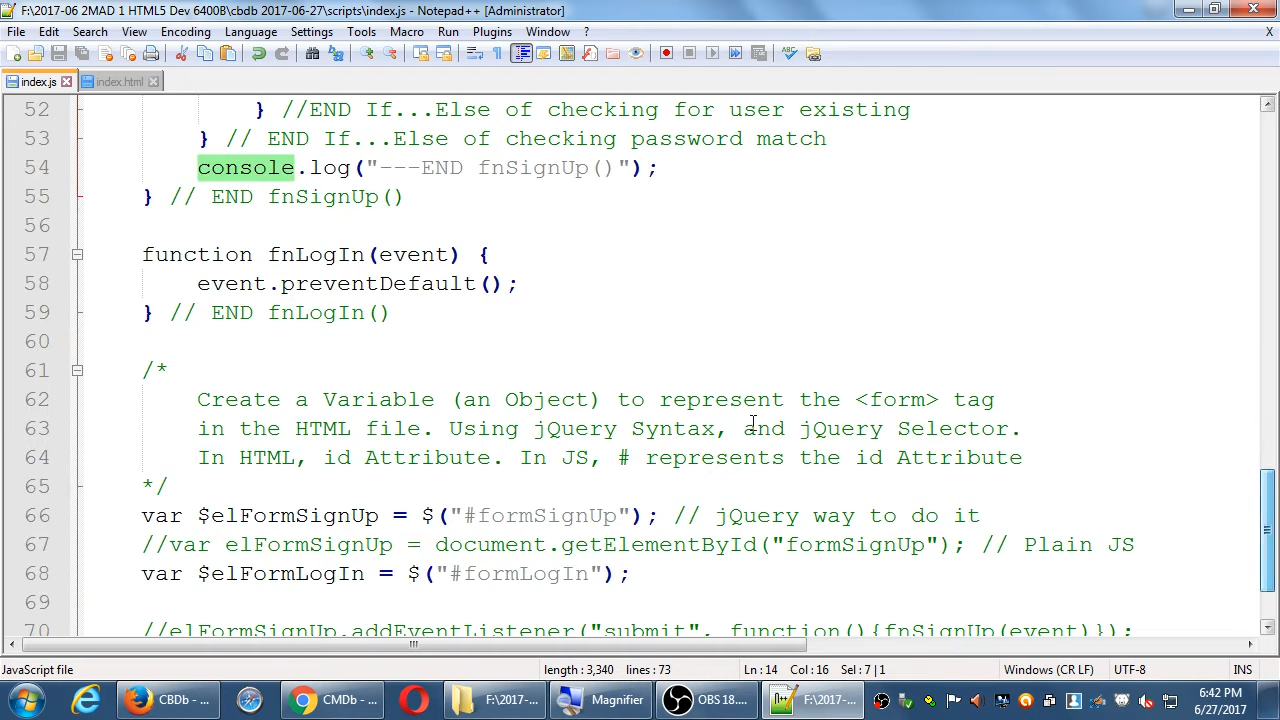 F:\2017-06 2MAD 1 HTML5 Dev 6400B\cbdb 2017-06-27\scripts\index.js - Notepad++ [Administrator]
File Edit Search View Encoding Language Settings Tools Macro Run Plugins Window ? X
index.js index.html
52 } //END If...Else of checking for user existing
53 } // END If...Else of checking password match
54 console.log("---END fnSignUp()");
55 } // END fnSignUp()
56
57 function fnLogIn(event) {
58 event.preventDefault();
59 } // END fnLogIn()
60
61 /*
62 Create a Variable (an Object) to represent the <form> tag
63 in the HTML file. Using jQuery Syntax, and jQuery Selector.
64 In HTML, id Attribute. In JS, # represents the id Attribute
65 */
66 var $elFormSignUp = $("#formSignUp"); // jQuery way to do it
67 //var elFormSignUp = document.getElementById("formSignUp"); // Plain JS
68 var $elFormLogIn = $("#formLogIn");
69
70 //elFormSignUp.addEventListener("submit", function(){fnSignUp(event)});
JavaScript file length : 3,340 lines : 73 Ln : 14 Col : 16 Sel : 7 | 1 Windows (CR LF) UTF-8 INS
CBDb - ... CMDb - ... F:\2017-... Magnifier OBS 18.... F:\2017-... 6:42 PM
6/27/2017